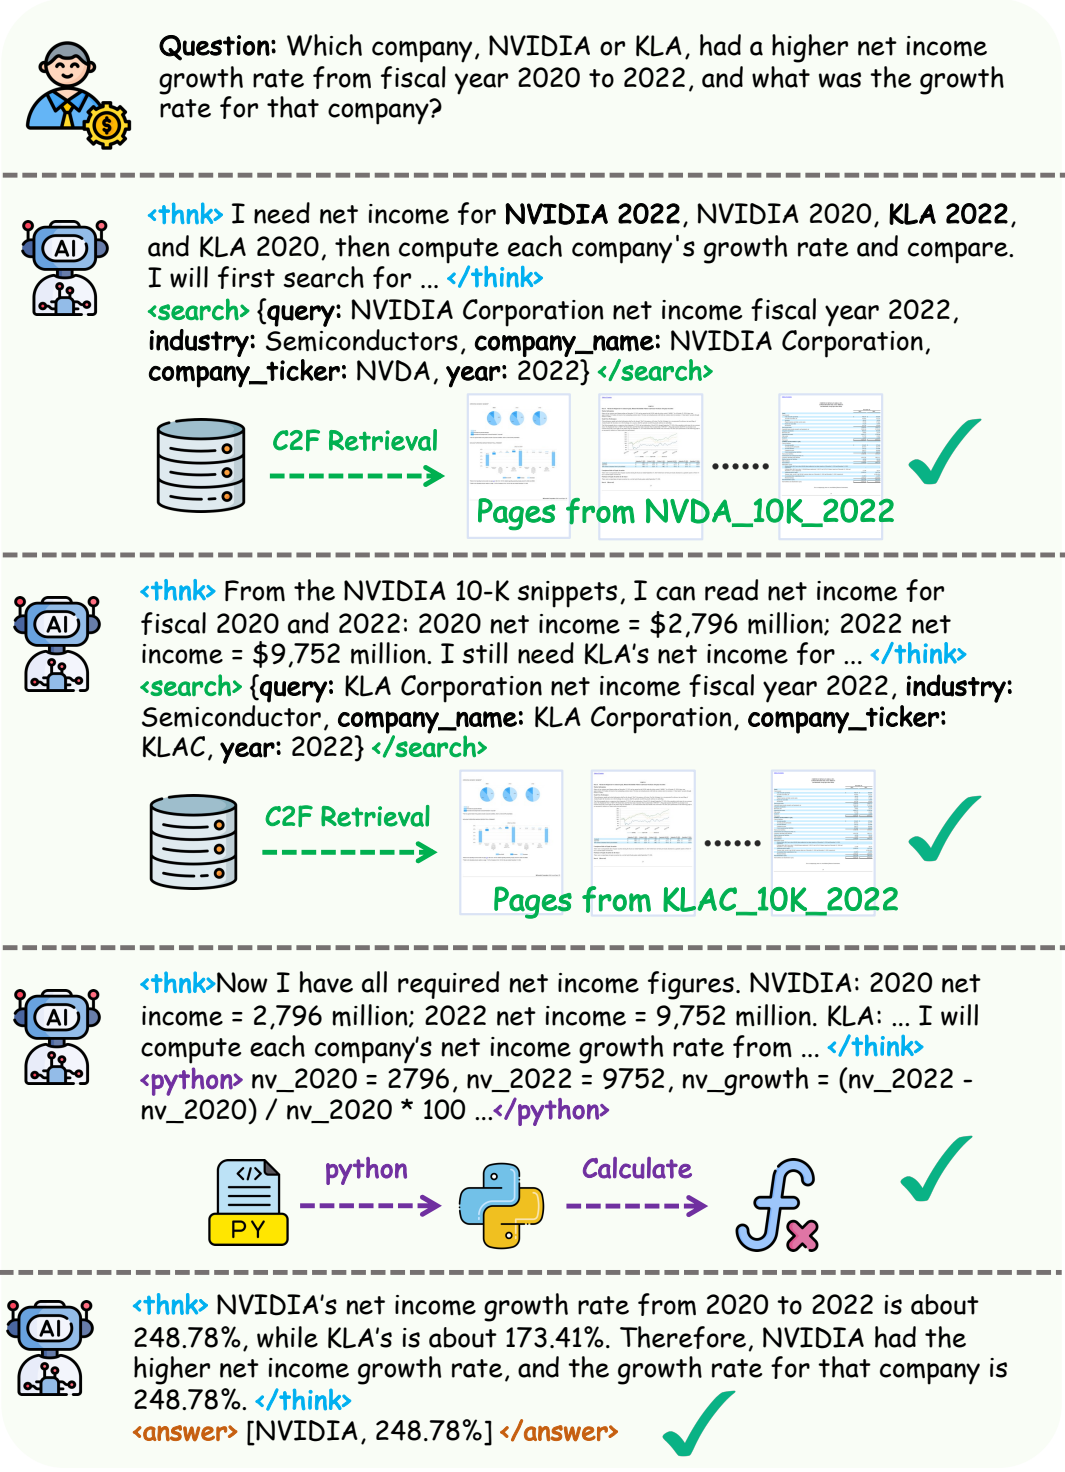 Question: Which company, NVIDIA or KLA, had a higher net income
growth rate from fiscal year 2020 to 2022, and what was the growth
rate for that company?
<thnk> I need net income for NVIDIA 2022, NVIDIA 2020, KLA 2022,
and KLA 2020, then compute each company's growth rate and compare.
I will first search for ... </think>
<search> {query: NVIDIA Corporation net income fiscal year 2022,
industry: Semiconductors, company_name: NVIDIA Corporation,
company_ticker: NVDA, year: 2022} </search>
C2F Retrieval
Pages from NVDA_10K_2022
<thnk> From the NVIDIA 10-K snippets, I can read net income for
fiscal 2020 and 2022: 2020 net income = $2,796 million; 2022 net
income = $9,752 million. I still need KLA's net income for ... </think>
<search> {query: KLA Corporation net income fiscal year 2022, industry:
Semiconductor, company_name: KLA Corporation, company_ticker:
KLAC, year: 2022} </search>
C2F Retrieval
Pages from KLAC_10K_2022
<thnk>Now I have all required net income figures. NVIDIA: 2020 net
income = 2,796 million; 2022 net income = 9,752 million. KLA: ... I will
compute each company's net income growth rate from ... </think>
<python> nv_2020 = 2796, nv_2022 = 9752, nv_growth = (nv_2022 -
nv_2020) / nv_2020 * 100 ...</python>
python
Calculate
</>
PY
<thnk> NVIDIA's net income growth rate from 2020 to 2022 is about
248.78%, while KLA's is about 173.41%. Therefore, NVIDIA had the
higher net income growth rate, and the growth rate for that company is
248.78%. </think>
<answer> [NVIDIA, 248.78%] </answer>
AI
AI
AI
AI